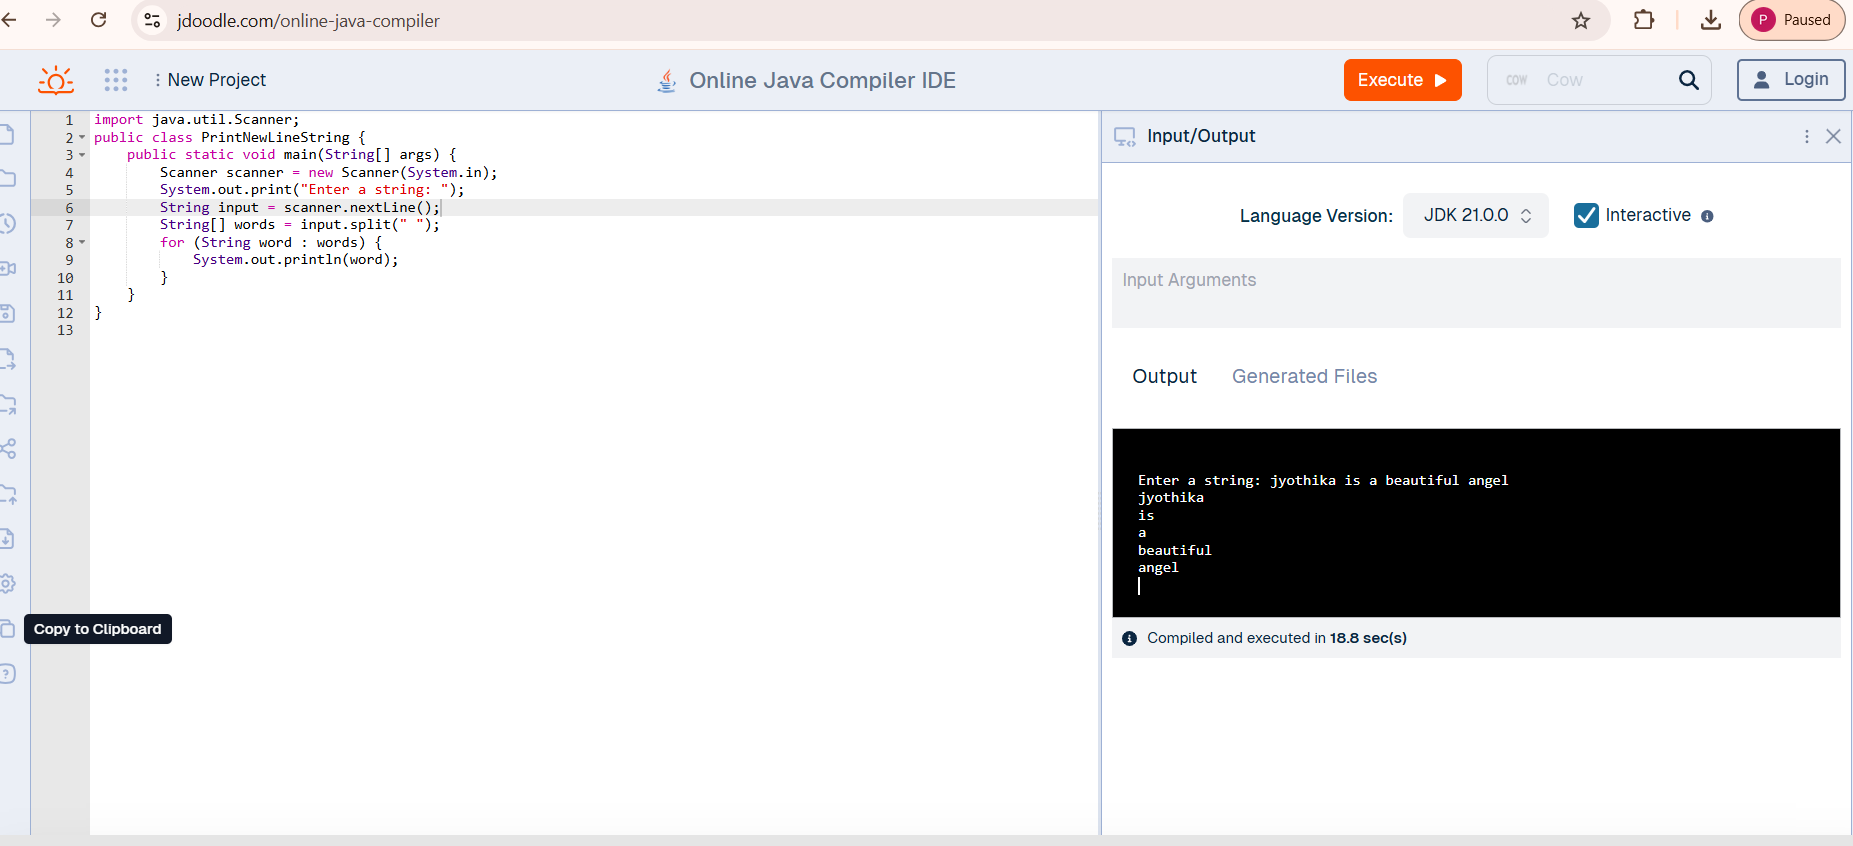 jdoodle.com/online-java-compiler
P Paused
New Project
Online Java Compiler IDE
Execute
COW Cow
Login
1 import java.util.Scanner;
2 public class PrintNewLineString {
3     public static void main(String[] args) {
4         Scanner scanner = new Scanner(System.in);
5         System.out.print("Enter a string: ");
6         String input = scanner.nextLine();
7         String[] words = input.split(" ");
8         for (String word : words) {
9             System.out.println(word);
10         }
11     }
12 }
13
Copy to Clipboard
Input/Output
Language Version: JDK 21.0.0 Interactive
Input Arguments
Output Generated Files
Enter a string: jyothika is a beautiful angel
jyothika
is
a
beautiful
angel
Compiled and executed in 18.8 sec(s)